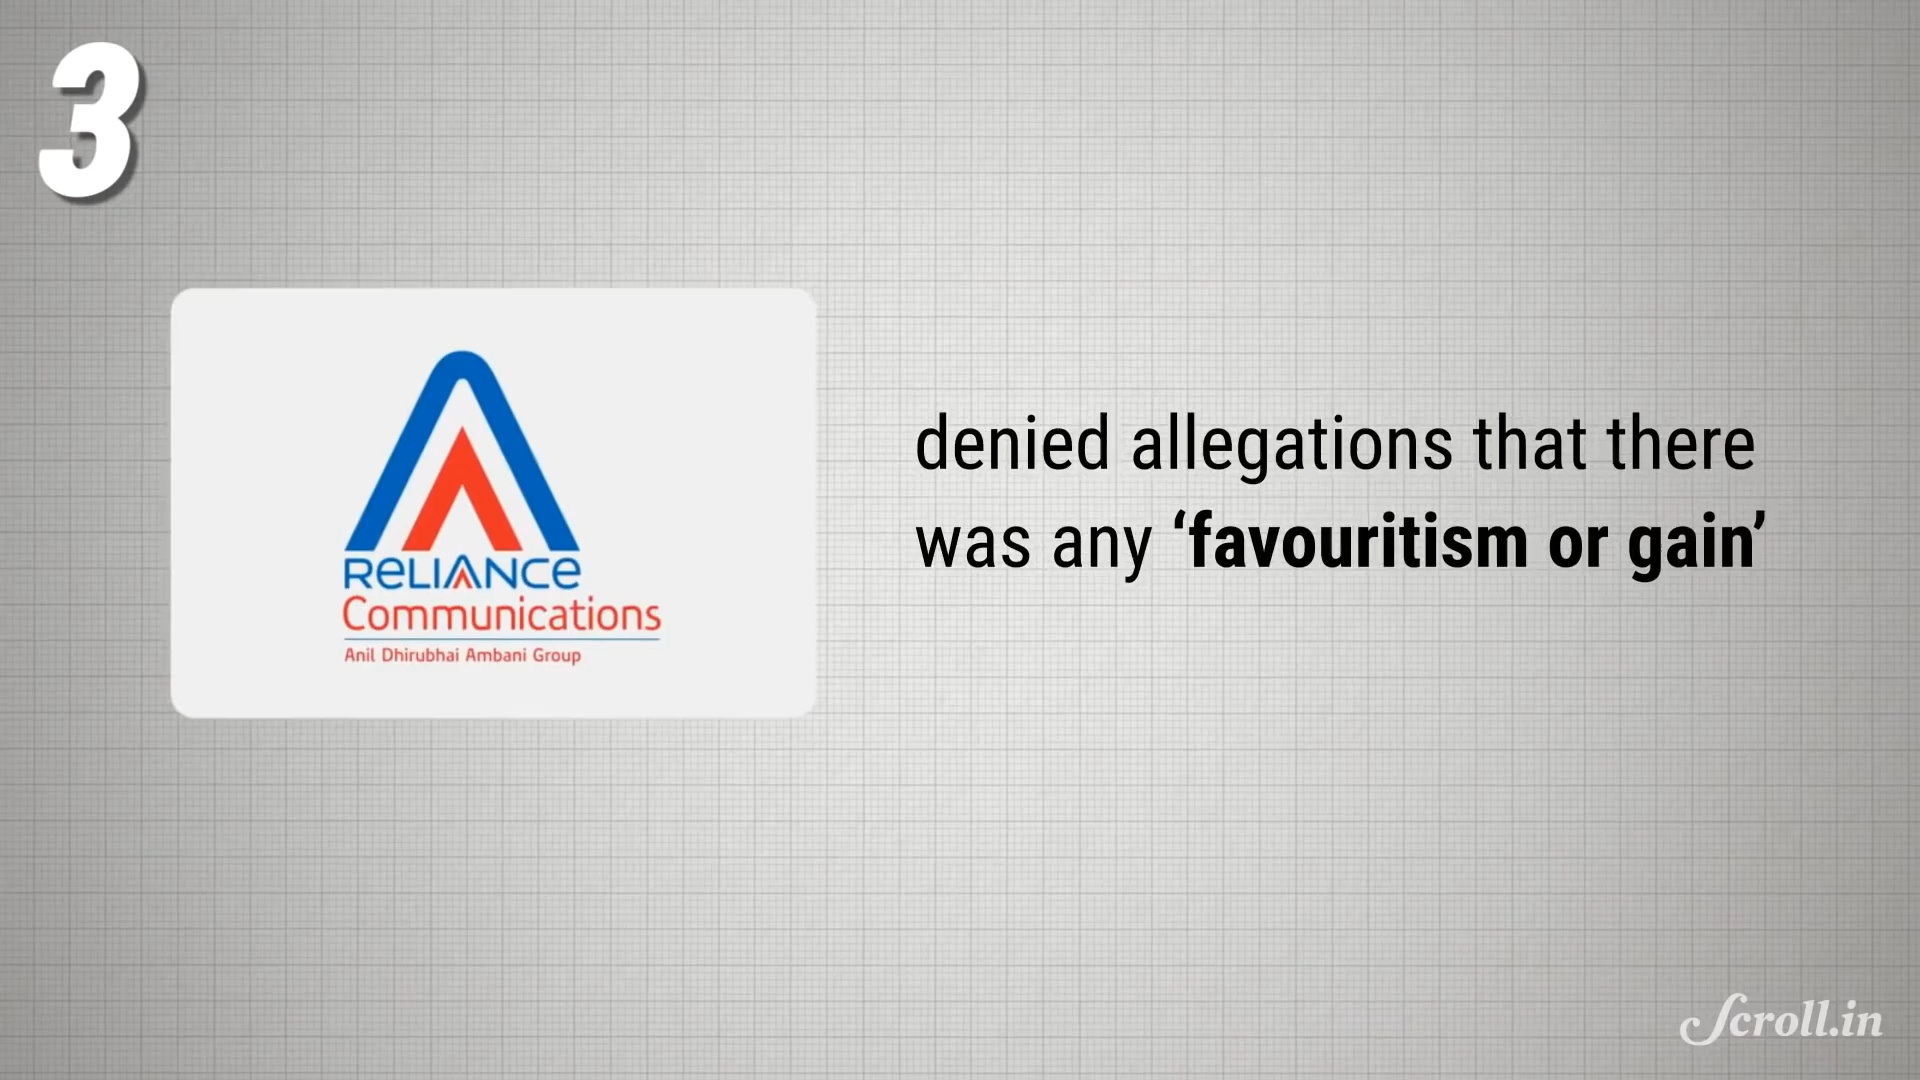 3
RELIANCE
Communications
Anil Dhirubhai Ambani Group
denied allegations that there
was any ‘favouritism or gain’
Scroll.in